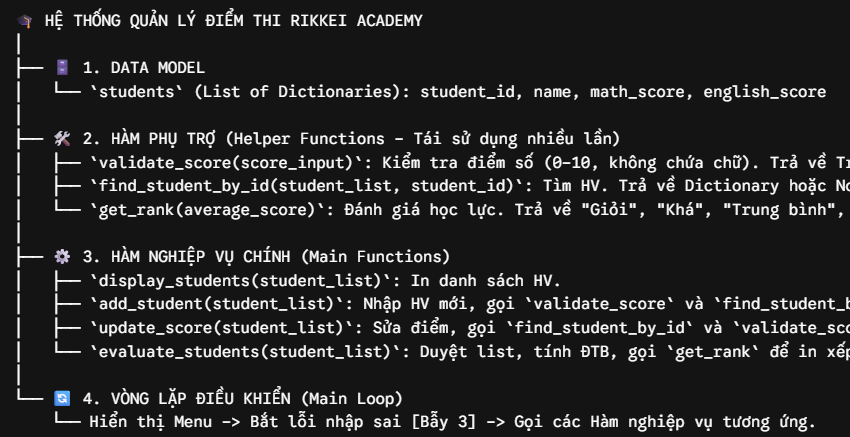 HỆ THỐNG QUẢN LÝ ĐIỂM THI RIKKEI ACADEMY
1. DATA MODEL
`students` (List of Dictionaries): student_id, name, math_score, english_score
2. HÀM PHỤ TRỢ (Helper Functions - Tái sử dụng nhiều lần)
`validate_score(score_input)`: Kiểm tra điểm số (0-10, không chứa chữ). Trả về
`find_student_by_id(student_list, student_id)`: Tìm HV. Trả về Dictionary hoặc
`get_rank(average_score)`: Đánh giá học lực. Trả về "Giỏi", "Khá", "Trung bình",
3. HÀM NGHIỆP VỤ CHÍNH (Main Functions)
`display_students(student_list)`: In danh sách HV.
`add_student(student_list)`: Nhập HV mới, gọi `validate_score` và `find_student_b
`update_score(student_list)`: Sửa điểm, gọi `find_student_by_id` và `validate_sco
`evaluate_students(student_list)`: Duyệt list, tính ĐTB, gọi `get_rank` để in xếp
4. VÒNG LẶP ĐIỀU KHIỂN (Main Loop)
Hiển thị Menu -> Bắt lỗi nhập sai [Bẫy 3] -> Gọi các Hàm nghiệp vụ tương ứng.